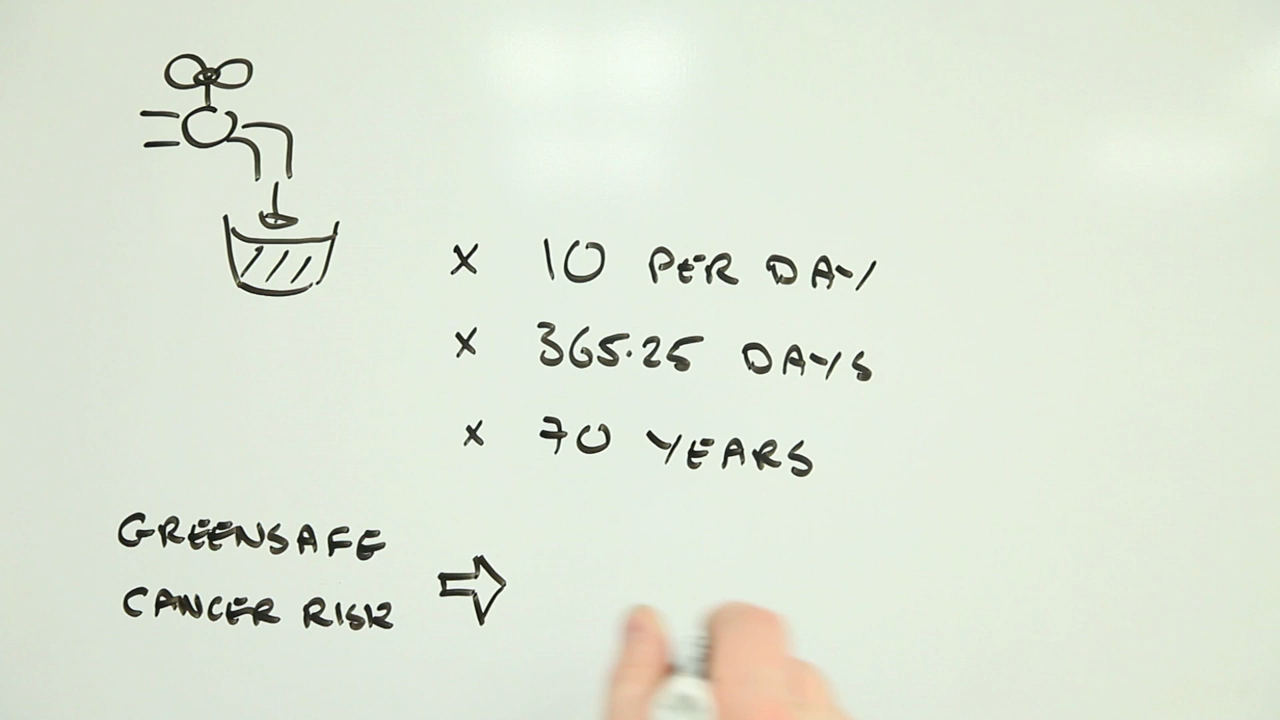 x 10 PER DAY
x 365.25 DAYS
x 70 YEARS
GREENSAFE
CANCER RISK